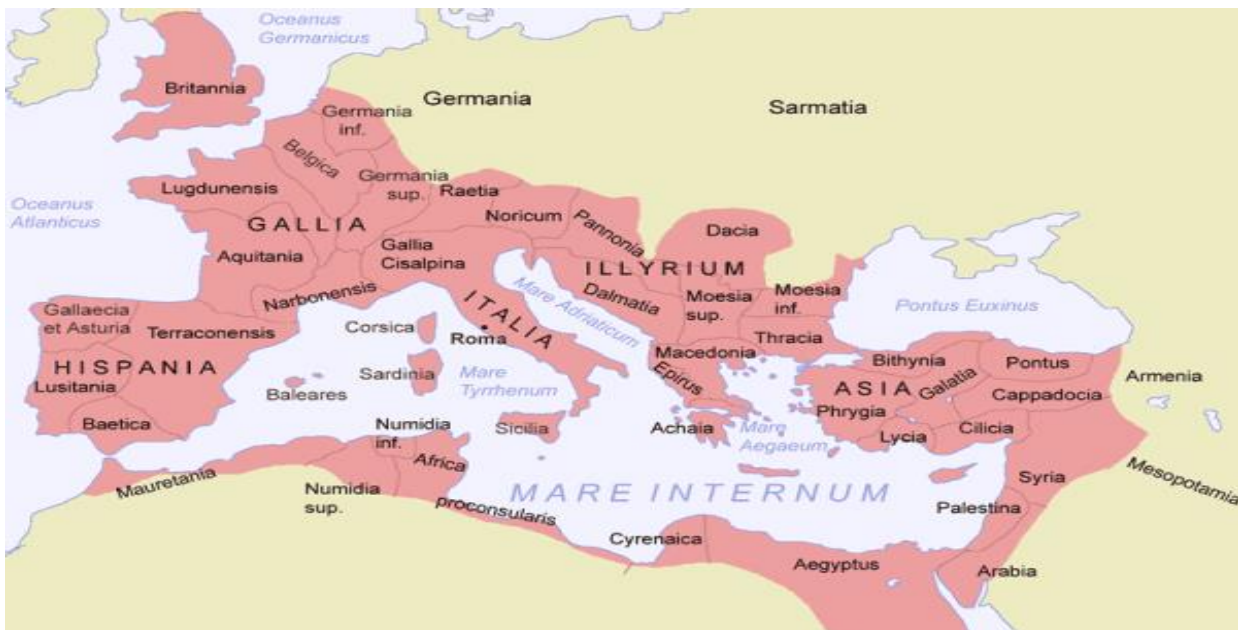 Oceanus
Germanicus
Britannia
Germania
Sarmatia
Germania
inf.
Belgica
Lugdunensis
Germania
sup.
Raetia
Oceanus
Atlanticus
GALLIA
Noricum
Pannonia
Dacia
Aquitania
Gallia
Cisalpina
ILLYRIUM
Narbonensis
ITALIA
Mare Adriaticum
Dalmatia
Moesia
sup.
Moesia
inf.
Pontus Euxinus
Gallaecia
et Asturia
Terraconensis
Corsica
Roma
Thracia
HISPANIA
Sardinia
Mare
Tyrrhenum
Macedonia
Epirus
Bithynia
Pontus
Armenia
Lusitania
Baleares
ASIA
Galatia
Cappadocia
Phrygia
Baetica
Numidia
inf.
Sicilia
Achaia
Mare
Aegaeum
Lycia
Cilicia
Africa
Mauretania
Numidia
sup.
proconsularis
MARE INTERNUM
Syria
Mesopotamia
Palestina
Cyrenaica
Aegyptus
Arabia